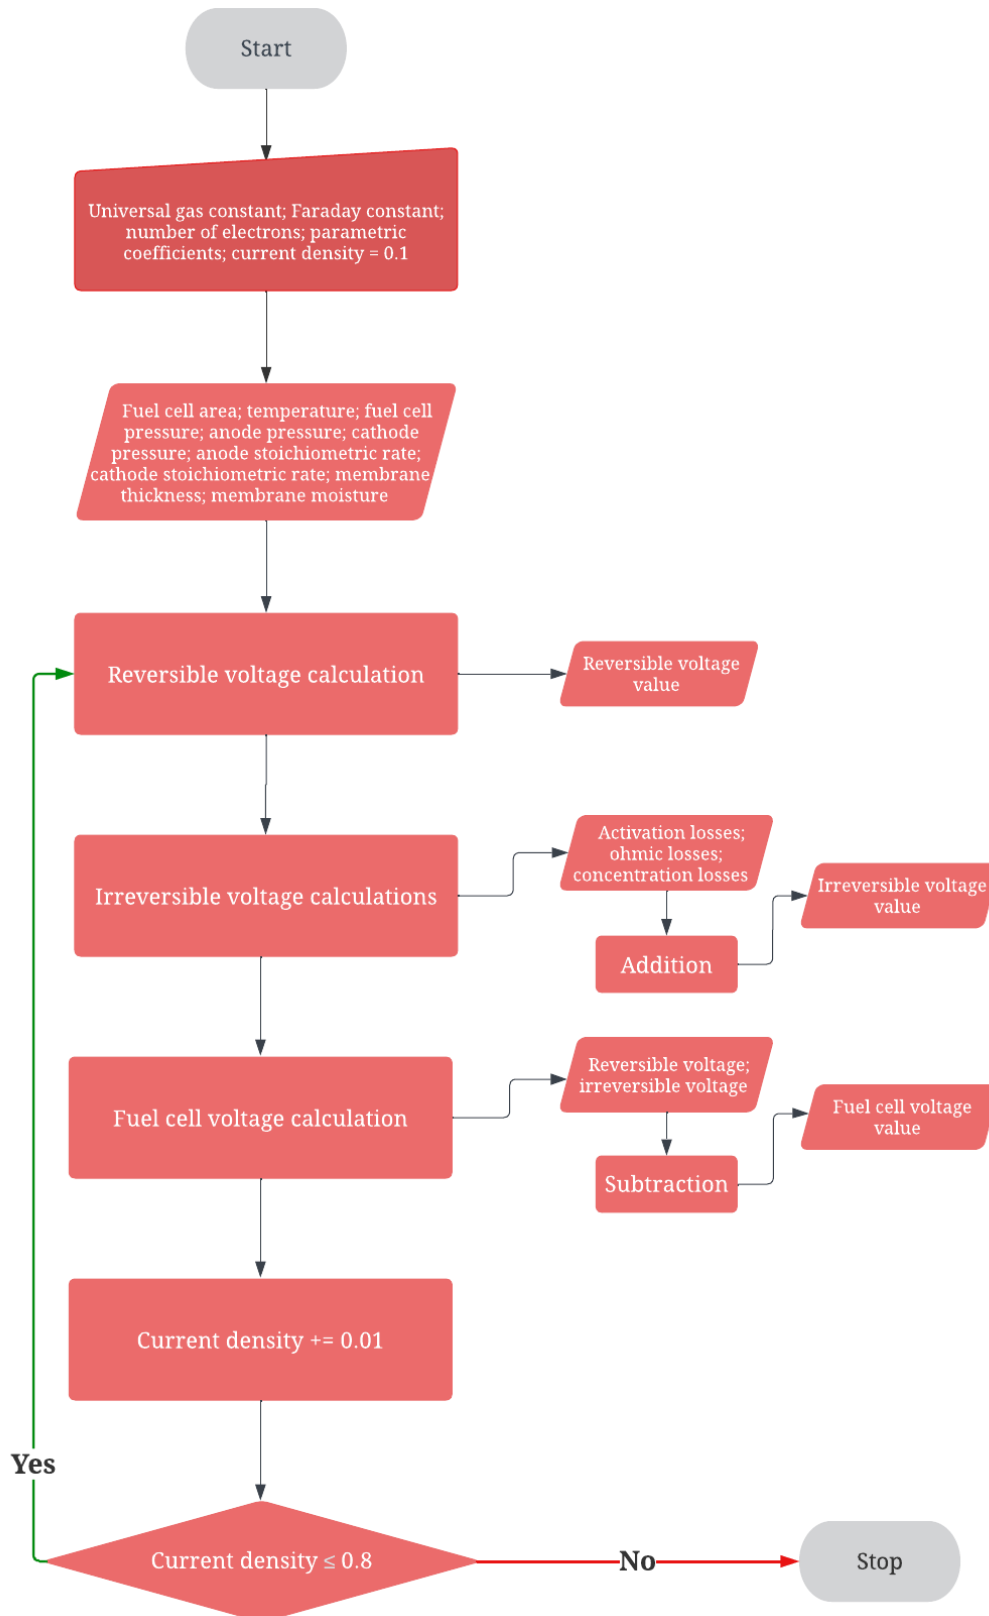 Start
Universal gas constant; Faraday constant;
number of electrons; parametric
coefficients; current density = 0.1
Fuel cell area; temperature; fuel cell
pressure; anode pressure; cathode
pressure; anode stoichiometric rate;
cathode stoichiometric rate; membrane
thickness; membrane moisture
Reversible voltage calculation
Reversible voltage
value
Irreversible voltage calculations
Activation losses;
ohmic losses;
concentration losses
Addition
Irreversible voltage
value
Fuel cell voltage calculation
Reversible voltage;
irreversible voltage
Subtraction
Fuel cell voltage
value
Current density += 0.01
Yes
Current density ≤ 0.8
No
Stop